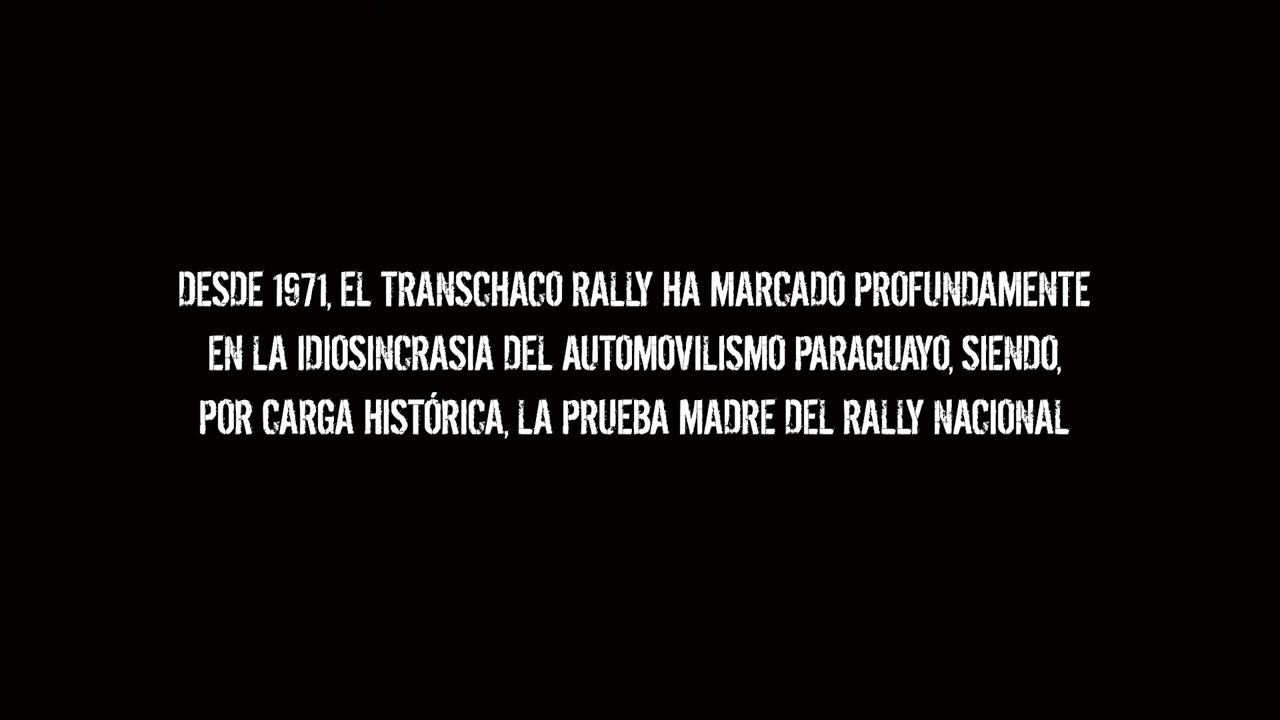 DESDE 1971, EL TRANSCHACO RALLY HA MARCADO PROFUNDAMENTE
EN LA IDIOSINCRASIA DEL AUTOMOVILISMO PARAGUAYO, SIENDO,
POR CARGA HISTÓRICA, LA PRUEBA MADRE DEL RALLY NACIONAL